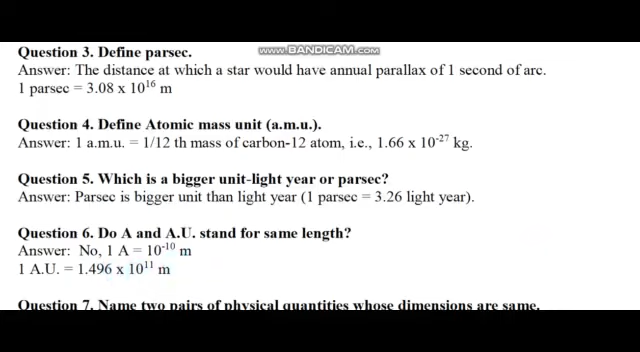 www.BANDICAM.com
Question 3. Define parsec.
Answer: The distance at which a star would have annual parallax of 1 second of arc.
1 parsec = 3.08 x 10¹⁶ m
Question 4. Define Atomic mass unit (a.m.u.).
Answer: 1 a.m.u. = 1/12 th mass of carbon-12 atom, i.e., 1.66 x 10⁻²⁷ kg.
Question 5. Which is a bigger unit-light year or parsec?
Answer: Parsec is bigger unit than light year (1 parsec = 3.26 light year).
Question 6. Do A and A.U. stand for same length?
Answer:  No, 1 A = 10⁻¹⁰ m
1 A.U. = 1.496 x 10¹¹ m
Question 7. Name two pairs of physical quantities whose dimensions are same.